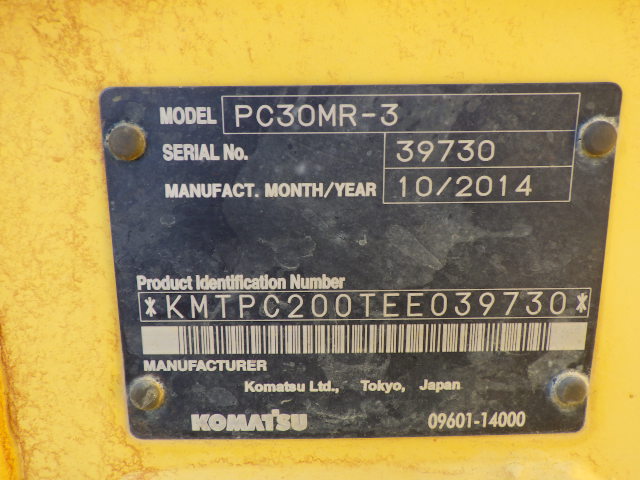 MODEL PC30MR-3
SERIAL No. 39730
MANUFACT. MONTH/YEAR 10/2014
Product Identification Number
*KMTPC200TEE039730*
MANUFACTURER
Komatsu Ltd., Tokyo, Japan
KOMATSU 09601-14000